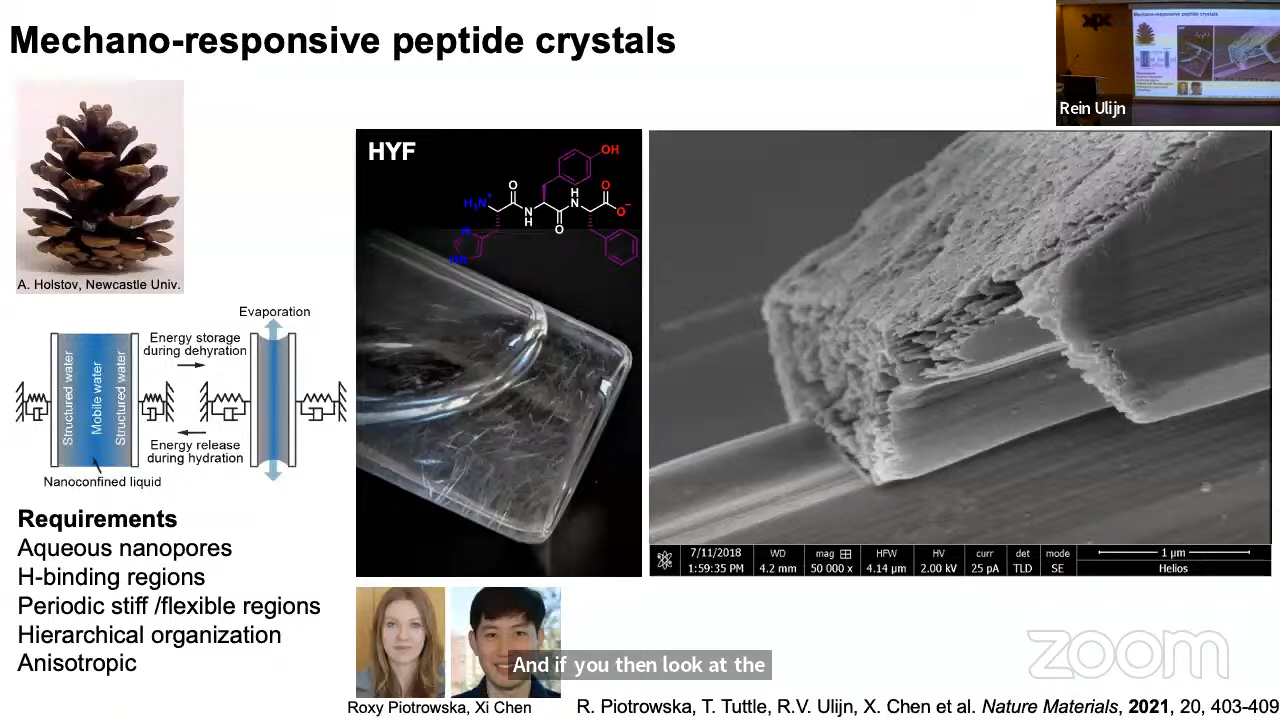 Mechano-responsive peptide crystals
Rein Ulijn
A. Holstov, Newcastle Univ.
Evaporation
Energy storage
during dehyration
Structured water
Mobile water
Structured water
Energy release
during hydration
Nanoconfined liquid
Requirements
Aqueous nanopores
H-binding regions
Periodic stiff /flexible regions
Hierarchical organization
Anisotropic
HYF
OH
O
O
H₃N⁺
N
H
H
N
O⁻
O
N
HN
7/11/2018
1:59:35 PM
WD
4.2 mm
mag
50 000 x
HFW
4.14 µm
HV
2.00 kV
curr
25 pA
det
TLD
mode
SE
1 µm
Helios
And if you then look at the
zoom
Roxy Piotrowska, Xi Chen
R. Piotrowska, T. Tuttle, R.V. Ulijn, X. Chen et al. Nature Materials, 2021, 20, 403-409